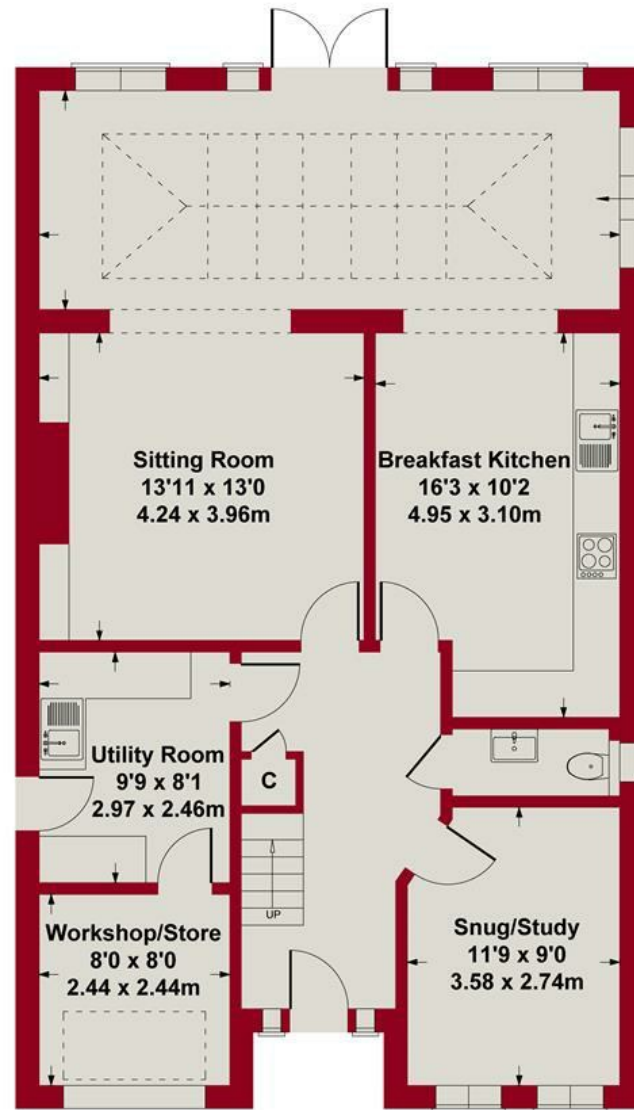 Sitting Room
13'11 x 13'0
4.24 x 3.96m
Breakfast Kitchen
16'3 x 10'2
4.95 x 3.10m
Utility Room
9'9 x 8'1
2.97 x 2.46m
C
UP
Workshop/Store
8'0 x 8'0
2.44 x 2.44m
Snug/Study
11'9 x 9'0
3.58 x 2.74m